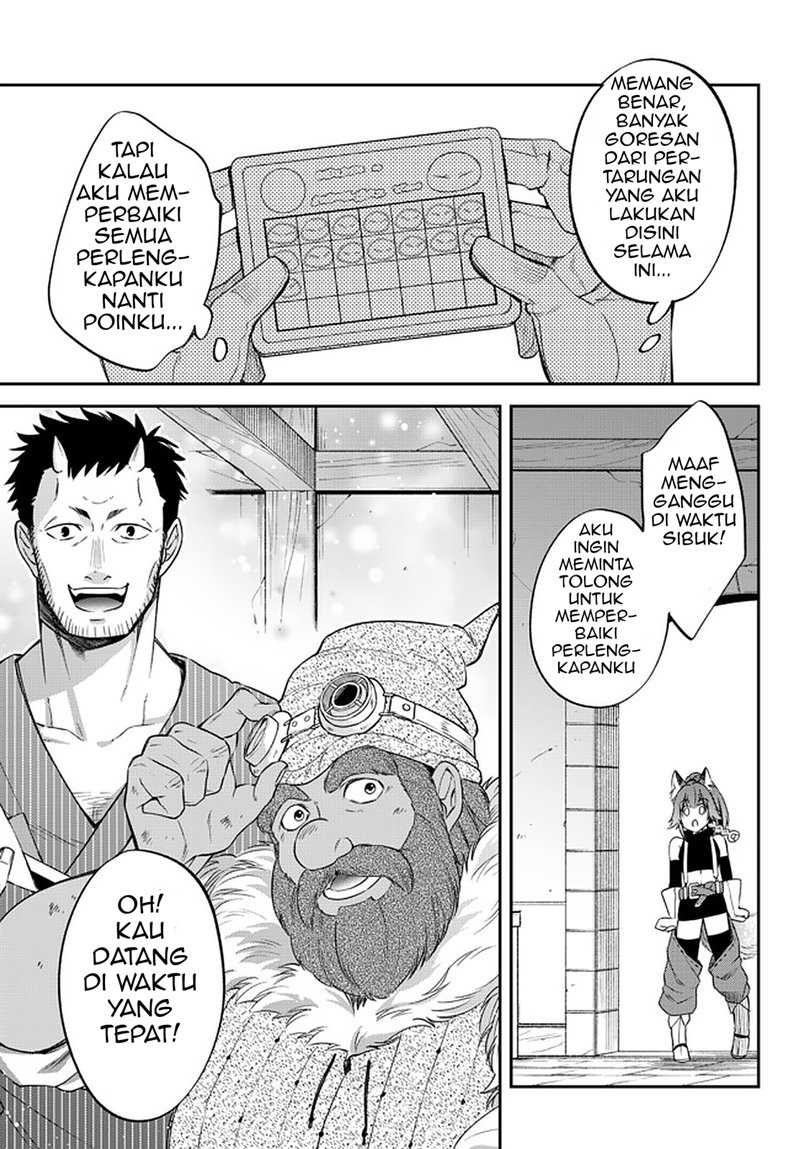 MEMANG
BENAR,
BANYAK
GORESAN
DARI PER-
TARUNGAN
YANG AKU
LAKUKAN
DISINI
SELAMA
INI...
TAPI
KALAU
AKU MEM-
PERBAIKI
SEMUA
PERLENG-
KAPANKU
NANTI
POINKU...
MAAF
MENG-
GANGGU
DI WAKTU
SIBUK!
AKU
INGIN
MEMINTA
TOLONG
UNTUK
MEMPER-
BAIKI
PERLENG-
KAPANKU
OH!
KAU
DATANG
DI WAKTU
YANG
TEPAT!